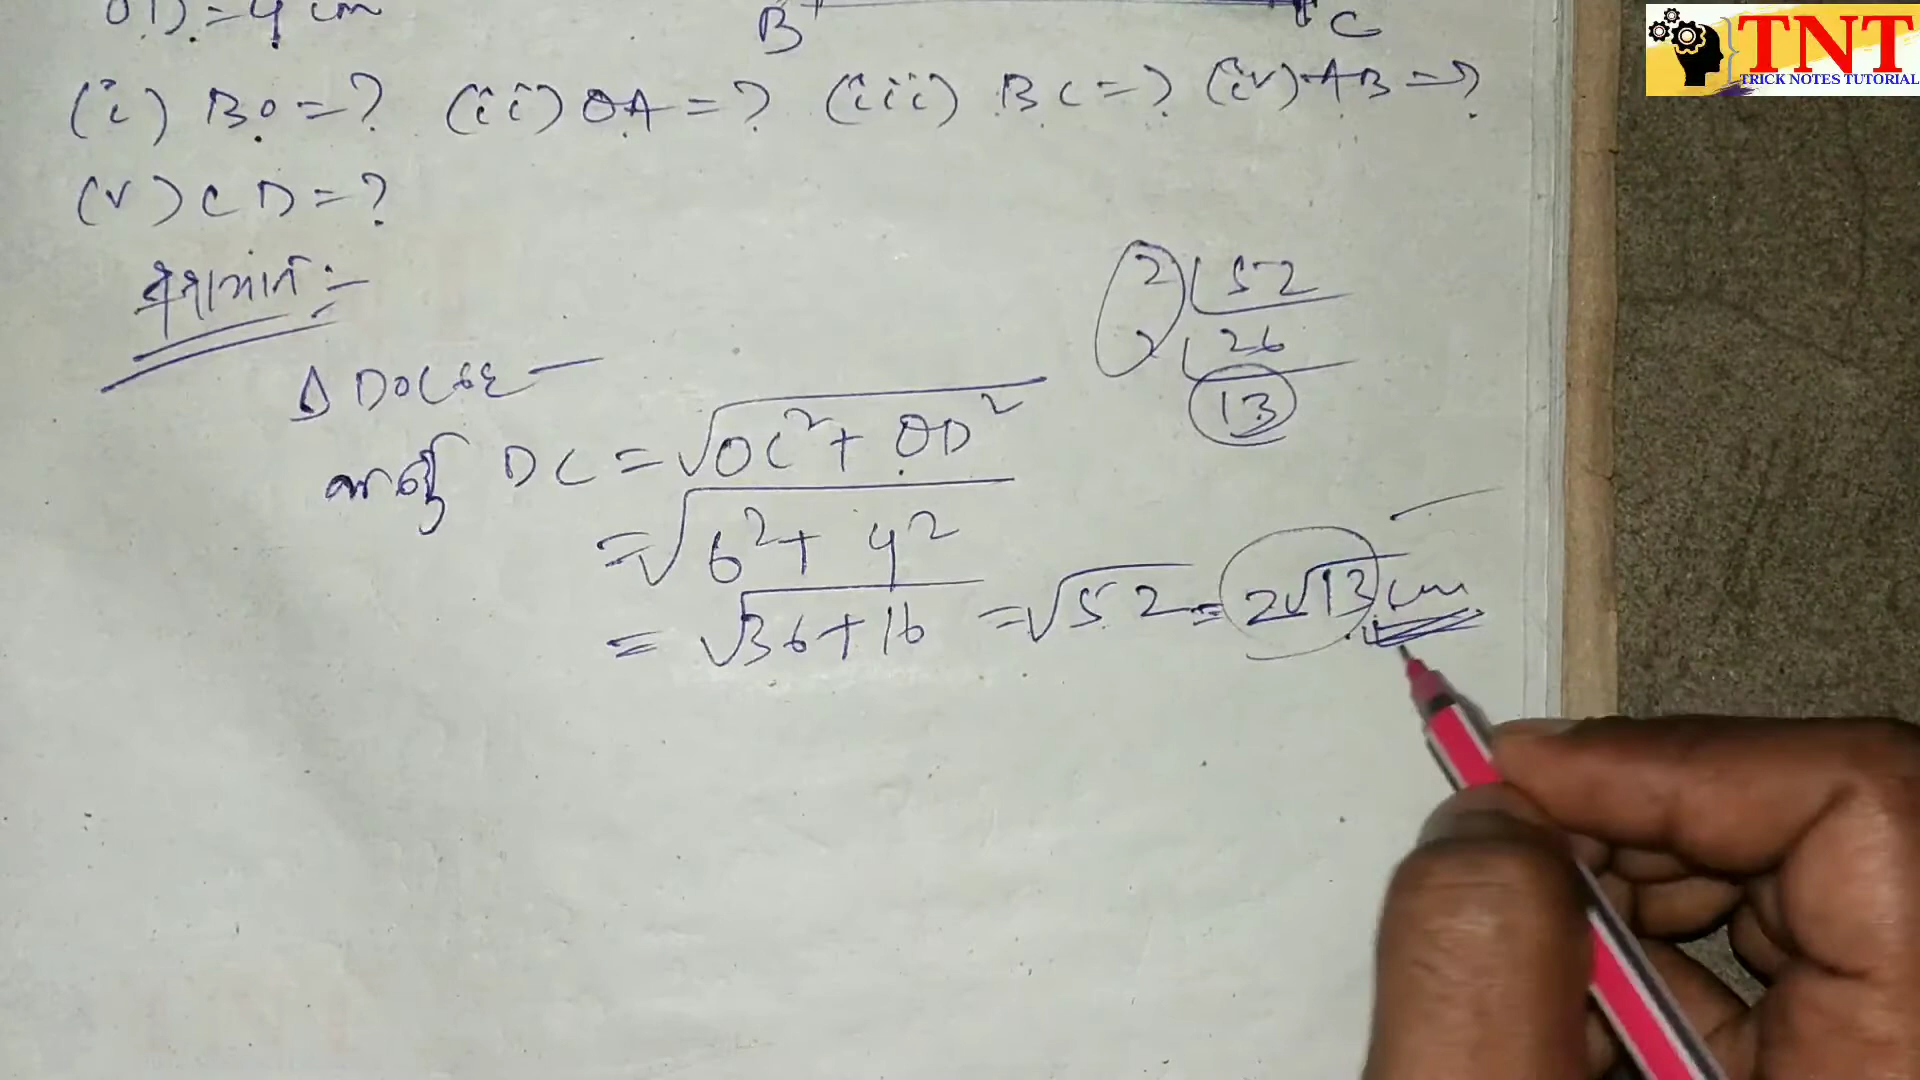 OD = 4 cm
B C
(i) BO = ? (ii) OA = ? (iii) BC = ? (iv) AB = ?
(v) CD = ?
সমাধান :-
2 52
2 26
13
Δ DOC
DC = √OC² + OD²
= √6² + 4²
= √36 + 16 = √52 = 2√13 cm
TNT
TRICK NOTES TUTORIAL